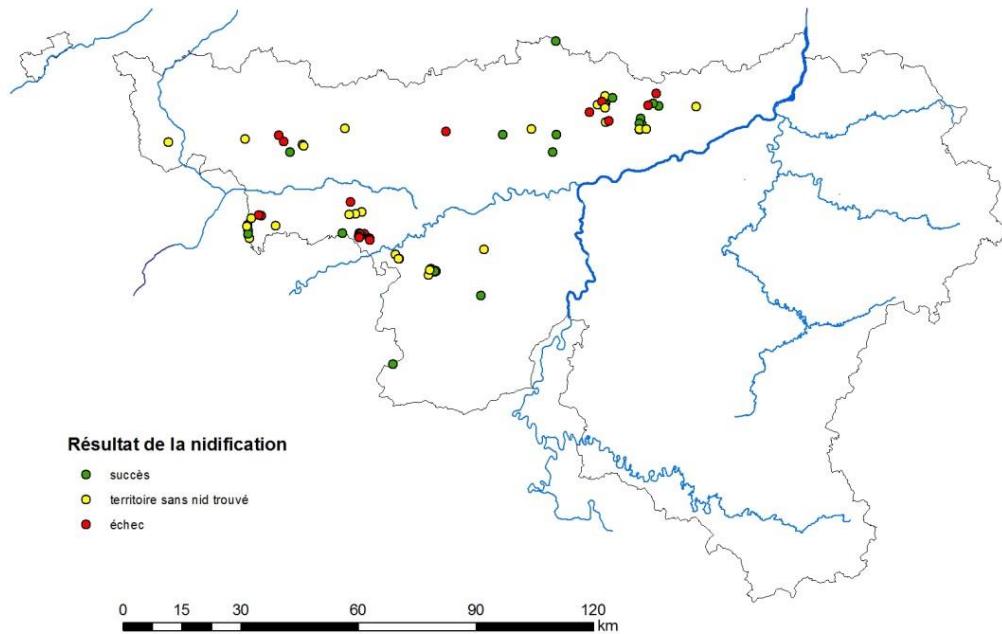 Résultat de la nidification
succès
territoire sans nid trouvé
échec
0 15 30 60 90 120
km